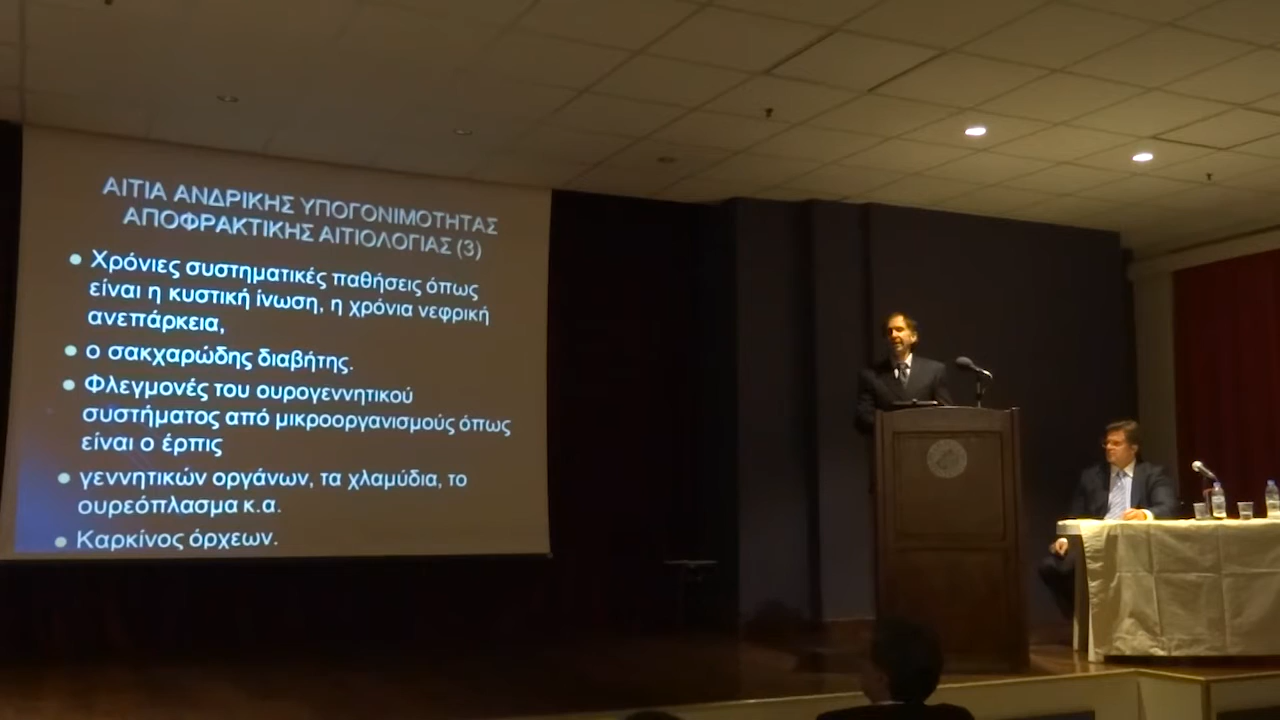 ΑΙΤΙΑ ΑΝΔΡΙΚΗΣ ΥΠΟΓΟΝΙΜΟΤΗΤΑΣ
ΑΠΟΦΡΑΚΤΙΚΗΣ ΑΙΤΙΟΛΟΓΙΑΣ (3)
• Χρόνιες συστηματικές παθήσεις όπως
είναι η κυστική ίνωση, η χρόνια νεφρική
ανεπάρκεια,
• ο σακχαρώδης διαβήτης.
• Φλεγμονές του ουρογεννητικού
συστήματος από μικροοργανισμούς όπως
είναι ο έρπις
• γεννητικών οργάνων, τα χλαμύδια, το
ουρεόπλασμα κ.α.
• Καρκίνος όρχεων.